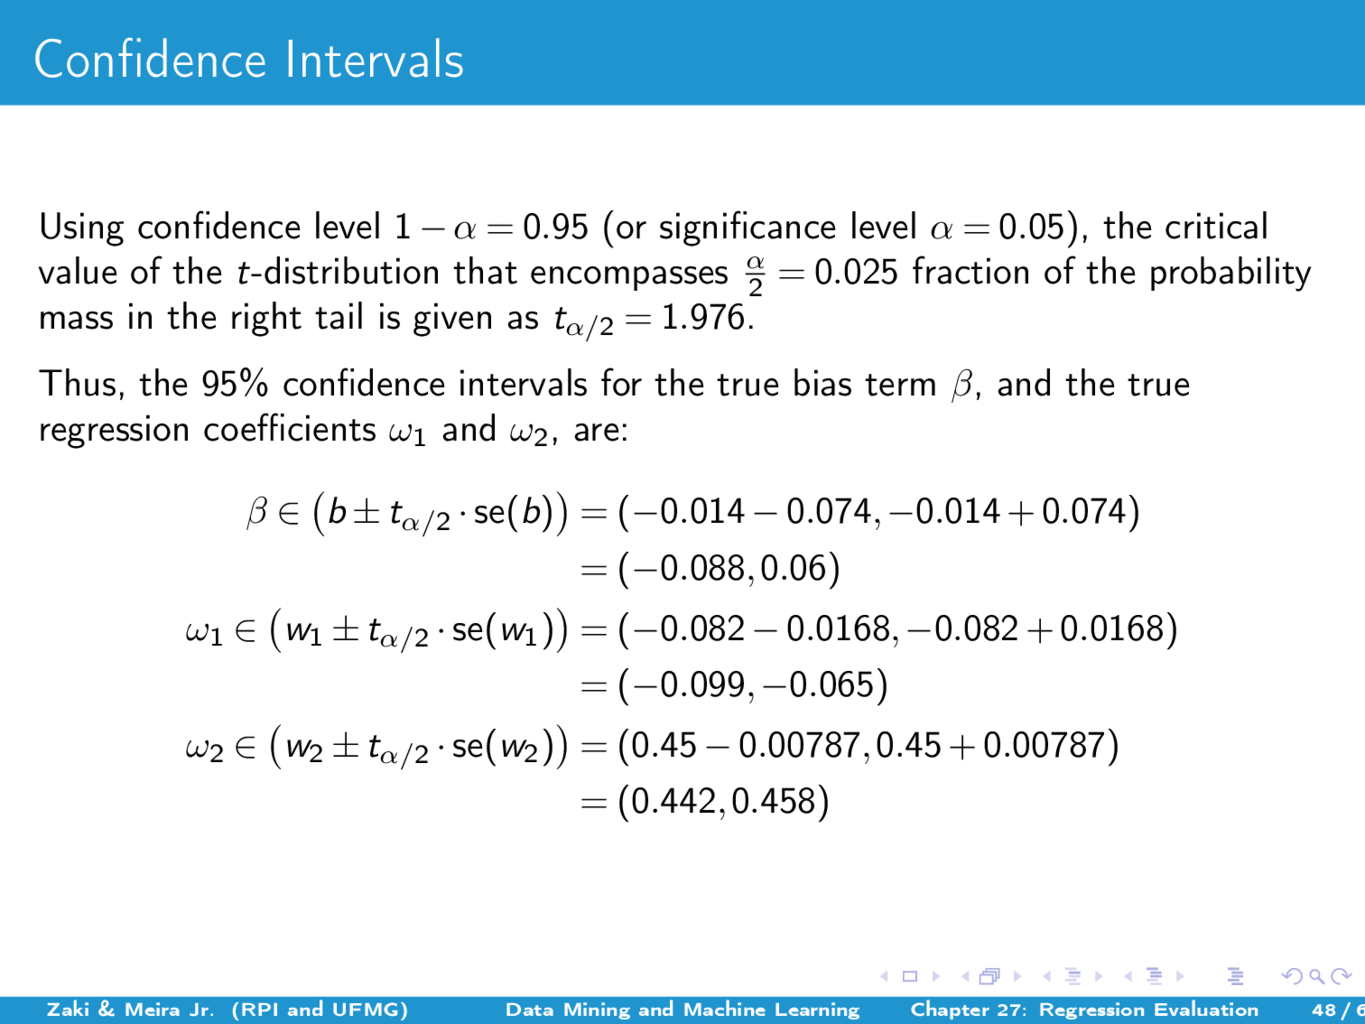 Confidence Intervals
Using confidence level 1 − α = 0.95 (or significance level α = 0.05), the critical
value of the t-distribution that encompasses α/2 = 0.025 fraction of the probability
mass in the right tail is given as t_{α/2} = 1.976.
Thus, the 95% confidence intervals for the true bias term β, and the true
regression coefficients ω₁ and ω₂, are:
β ∈ (b ± t_{α/2} · se(b)) = (−0.014 − 0.074, −0.014 + 0.074)
= (−0.088, 0.06)
ω₁ ∈ (w₁ ± t_{α/2} · se(w₁)) = (−0.082 − 0.0168, −0.082 + 0.0168)
= (−0.099, −0.065)
ω₂ ∈ (w₂ ± t_{α/2} · se(w₂)) = (0.45 − 0.00787, 0.45 + 0.00787)
= (0.442, 0.458)
Zaki & Meira Jr. (RPI and UFMG) Data Mining and Machine Learning Chapter 27: Regression Evaluation 48 /